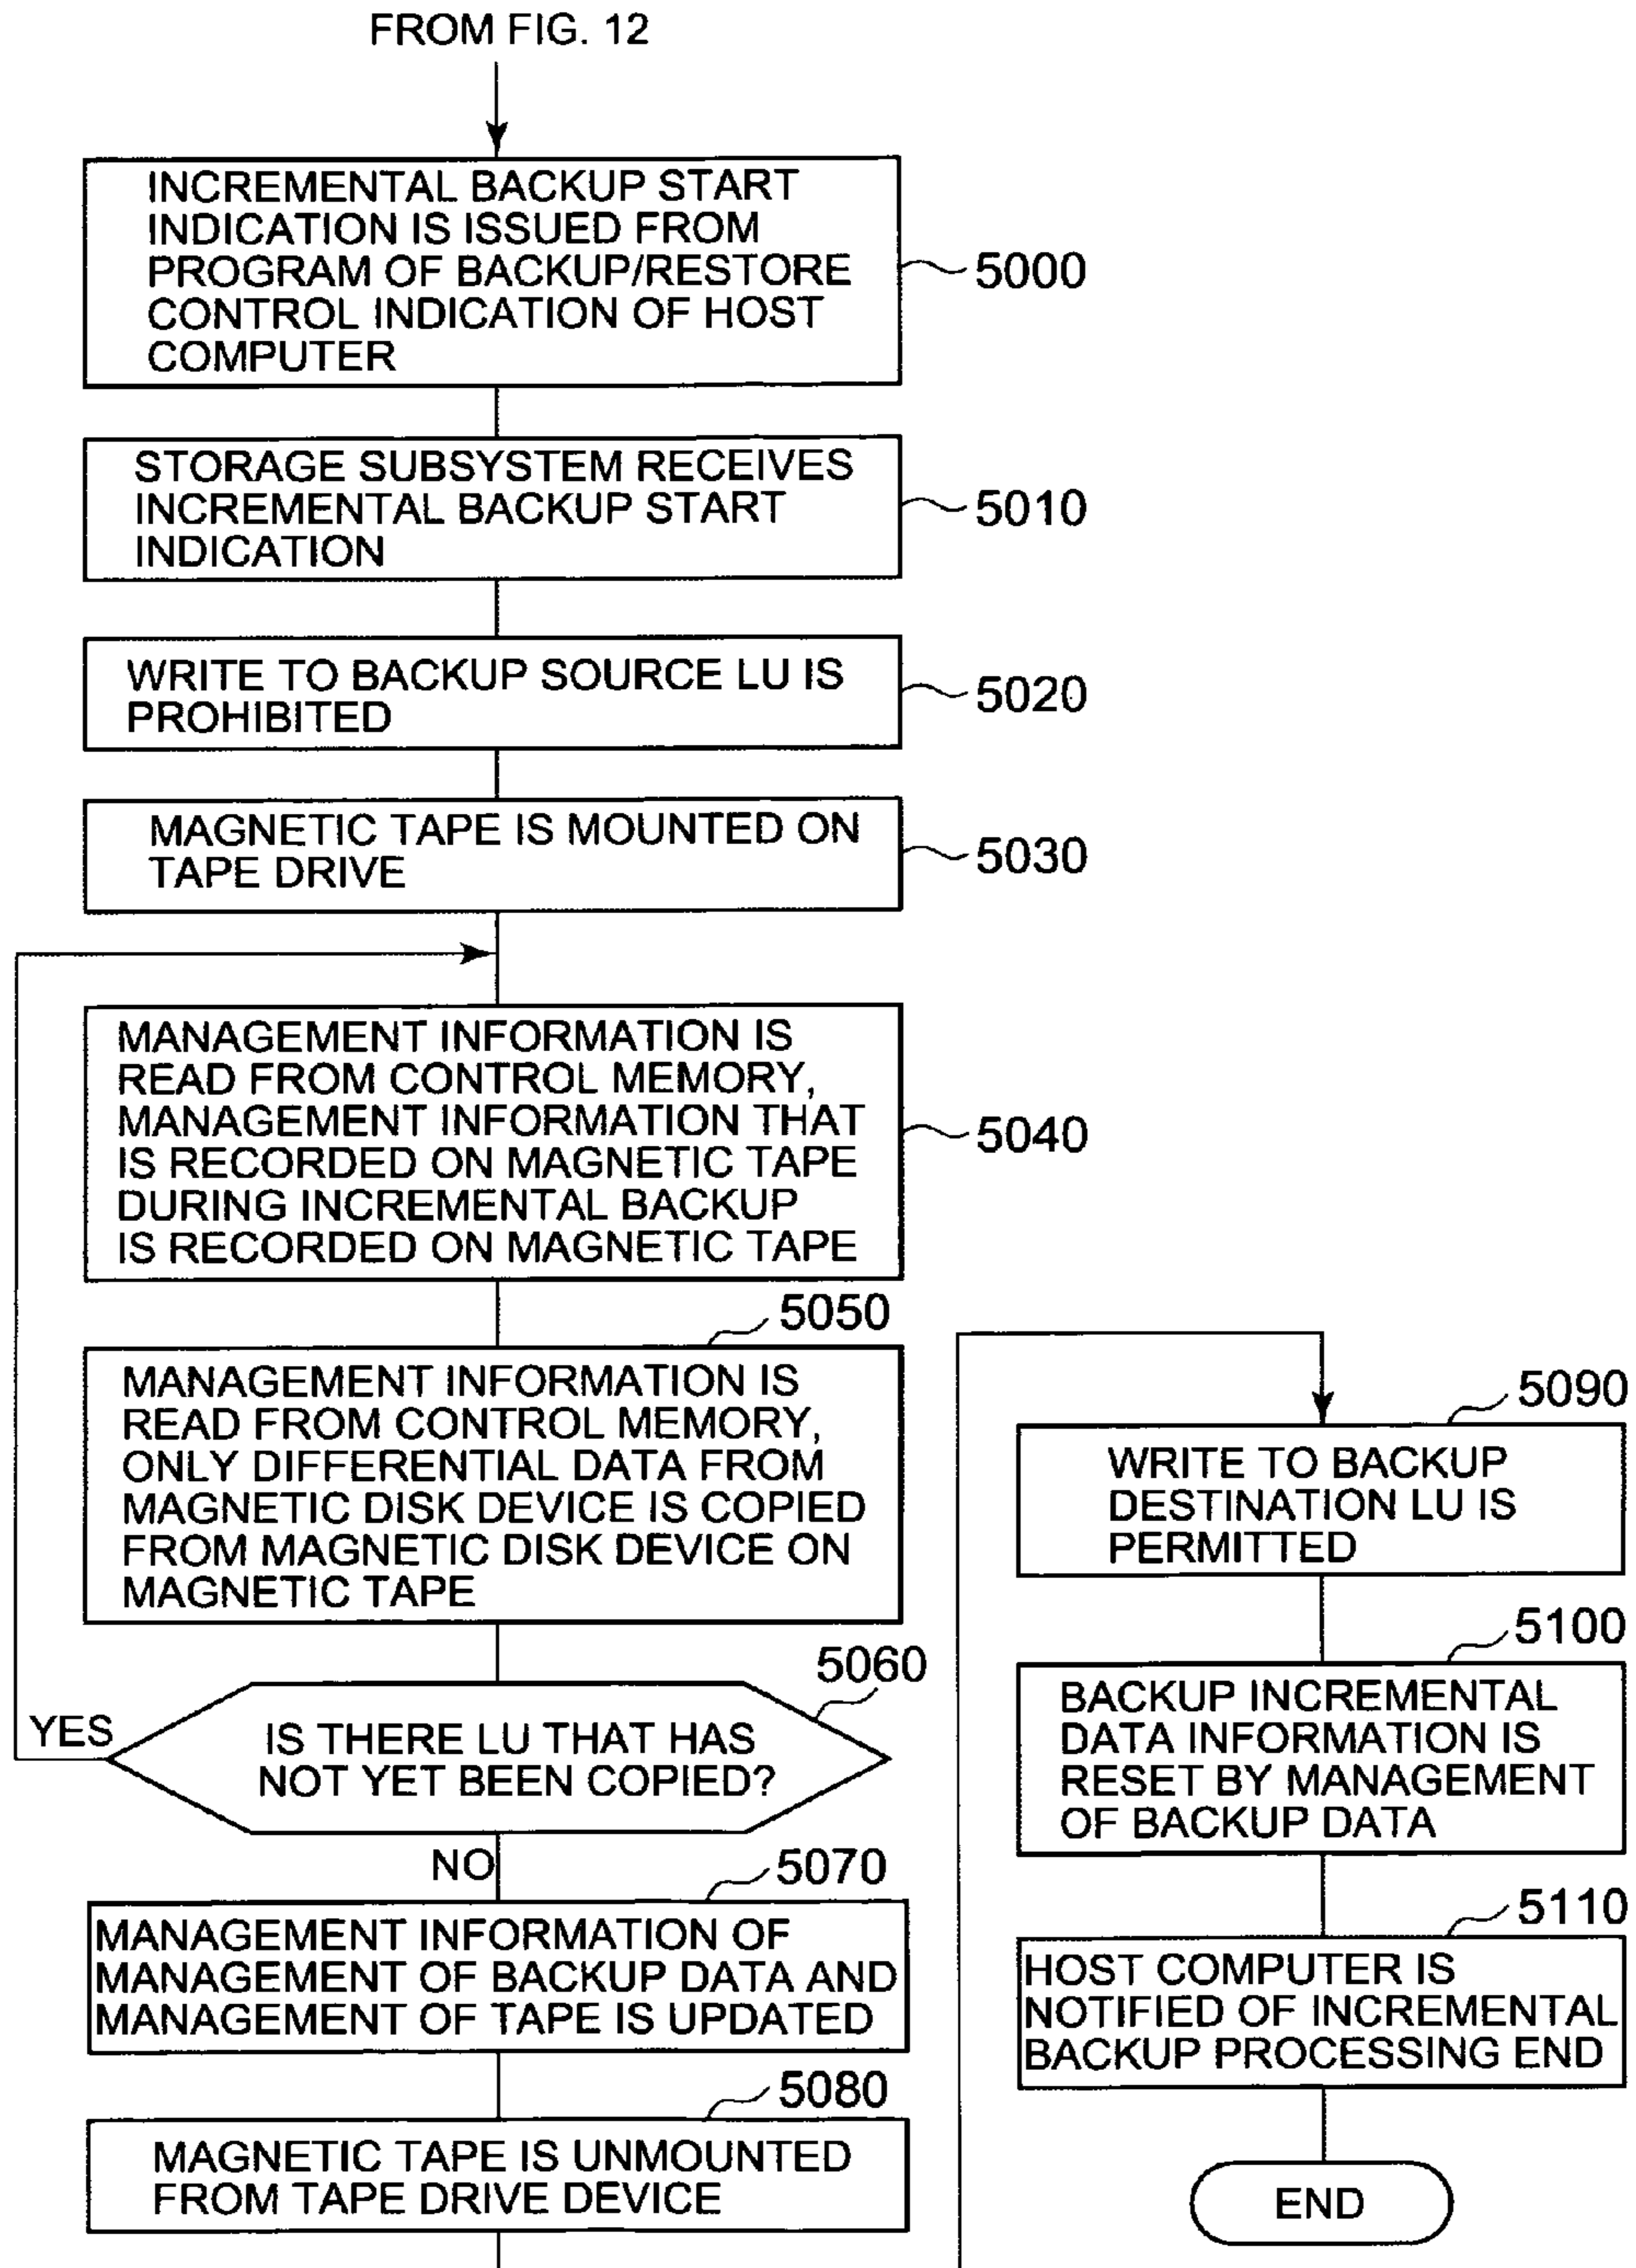 FROM FIG. 12
INCREMENTAL BACKUP START
INDICATION IS ISSUED FROM
PROGRAM OF BACKUP/RESTORE
CONTROL INDICATION OF HOST
COMPUTER
5000
STORAGE SUBSYSTEM RECEIVES
INCREMENTAL BACKUP START
INDICATION
5010
WRITE TO BACKUP SOURCE LU IS
PROHIBITED
5020
MAGNETIC TAPE IS MOUNTED ON
TAPE DRIVE
5030
MANAGEMENT INFORMATION IS
READ FROM CONTROL MEMORY,
MANAGEMENT INFORMATION THAT
IS RECORDED ON MAGNETIC TAPE
DURING INCREMENTAL BACKUP
IS RECORDED ON MAGNETIC TAPE
5040
5050
MANAGEMENT INFORMATION IS
READ FROM CONTROL MEMORY,
ONLY DIFFERENTIAL DATA FROM
MAGNETIC DISK DEVICE IS COPIED
FROM MAGNETIC DISK DEVICE ON
MAGNETIC TAPE
5060
YES
IS THERE LU THAT HAS
NOT YET BEEN COPIED?
NO
5070
MANAGEMENT INFORMATION OF
MANAGEMENT OF BACKUP DATA AND
MANAGEMENT OF TAPE IS UPDATED
5080
MAGNETIC TAPE IS UNMOUNTED
FROM TAPE DRIVE DEVICE
5090
WRITE TO BACKUP
DESTINATION LU IS
PERMITTED
5100
BACKUP INCREMENTAL
DATA INFORMATION IS
RESET BY MANAGEMENT
OF BACKUP DATA
5110
HOST COMPUTER IS
NOTIFIED OF INCREMENTAL
BACKUP PROCESSING END
END